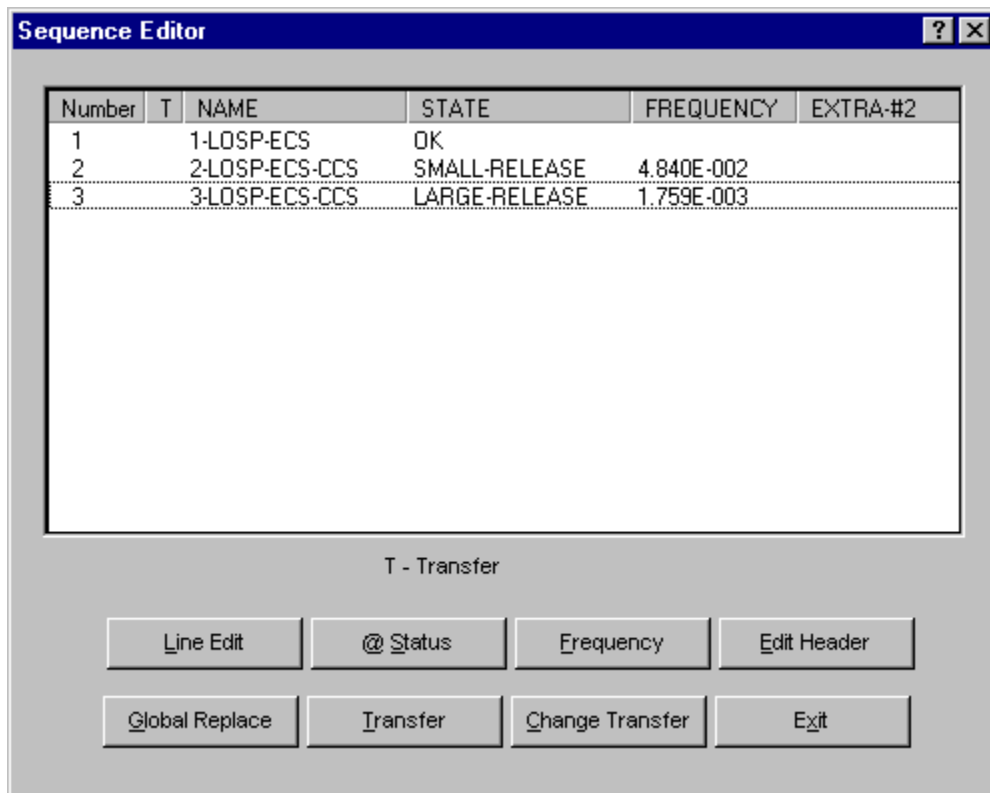 Sequence Editor
Number T NAME STATE FREQUENCY EXTRA-#2
1 1-LOSP-ECS OK
2 2-LOSP-ECS-CCS SMALL-RELEASE 4.840E-002
3 3-LOSP-ECS-CCS LARGE-RELEASE 1.759E-003
T - Transfer
Line Edit @ Status Frequency Edit Header
Global Replace Transfer Change Transfer Exit